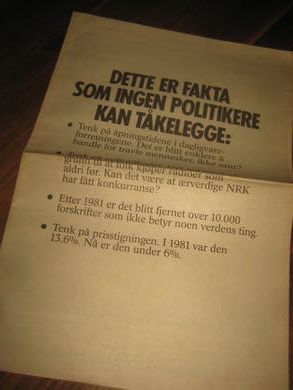 DETTE ER FAKTA
SOM INGEN POLITIKERE
KAN TÅKELEGGE:
• Tenk på åpningstidene i dagligvare-
forretningene. Det er blitt enklere å
handle for travle mennesker, ikke sant?
grunn til at folk kjøper radioer som
aldri før. Kan det være at ærverdige NRK
har fått konkurranse?
• Etter 1981 er det blitt fjernet over 10.000
forskrifter som ikke betyr noen verdens ting.
• Tenk på prisstigningen. I 1981 var den
13,6%. Nå er den under 6%.